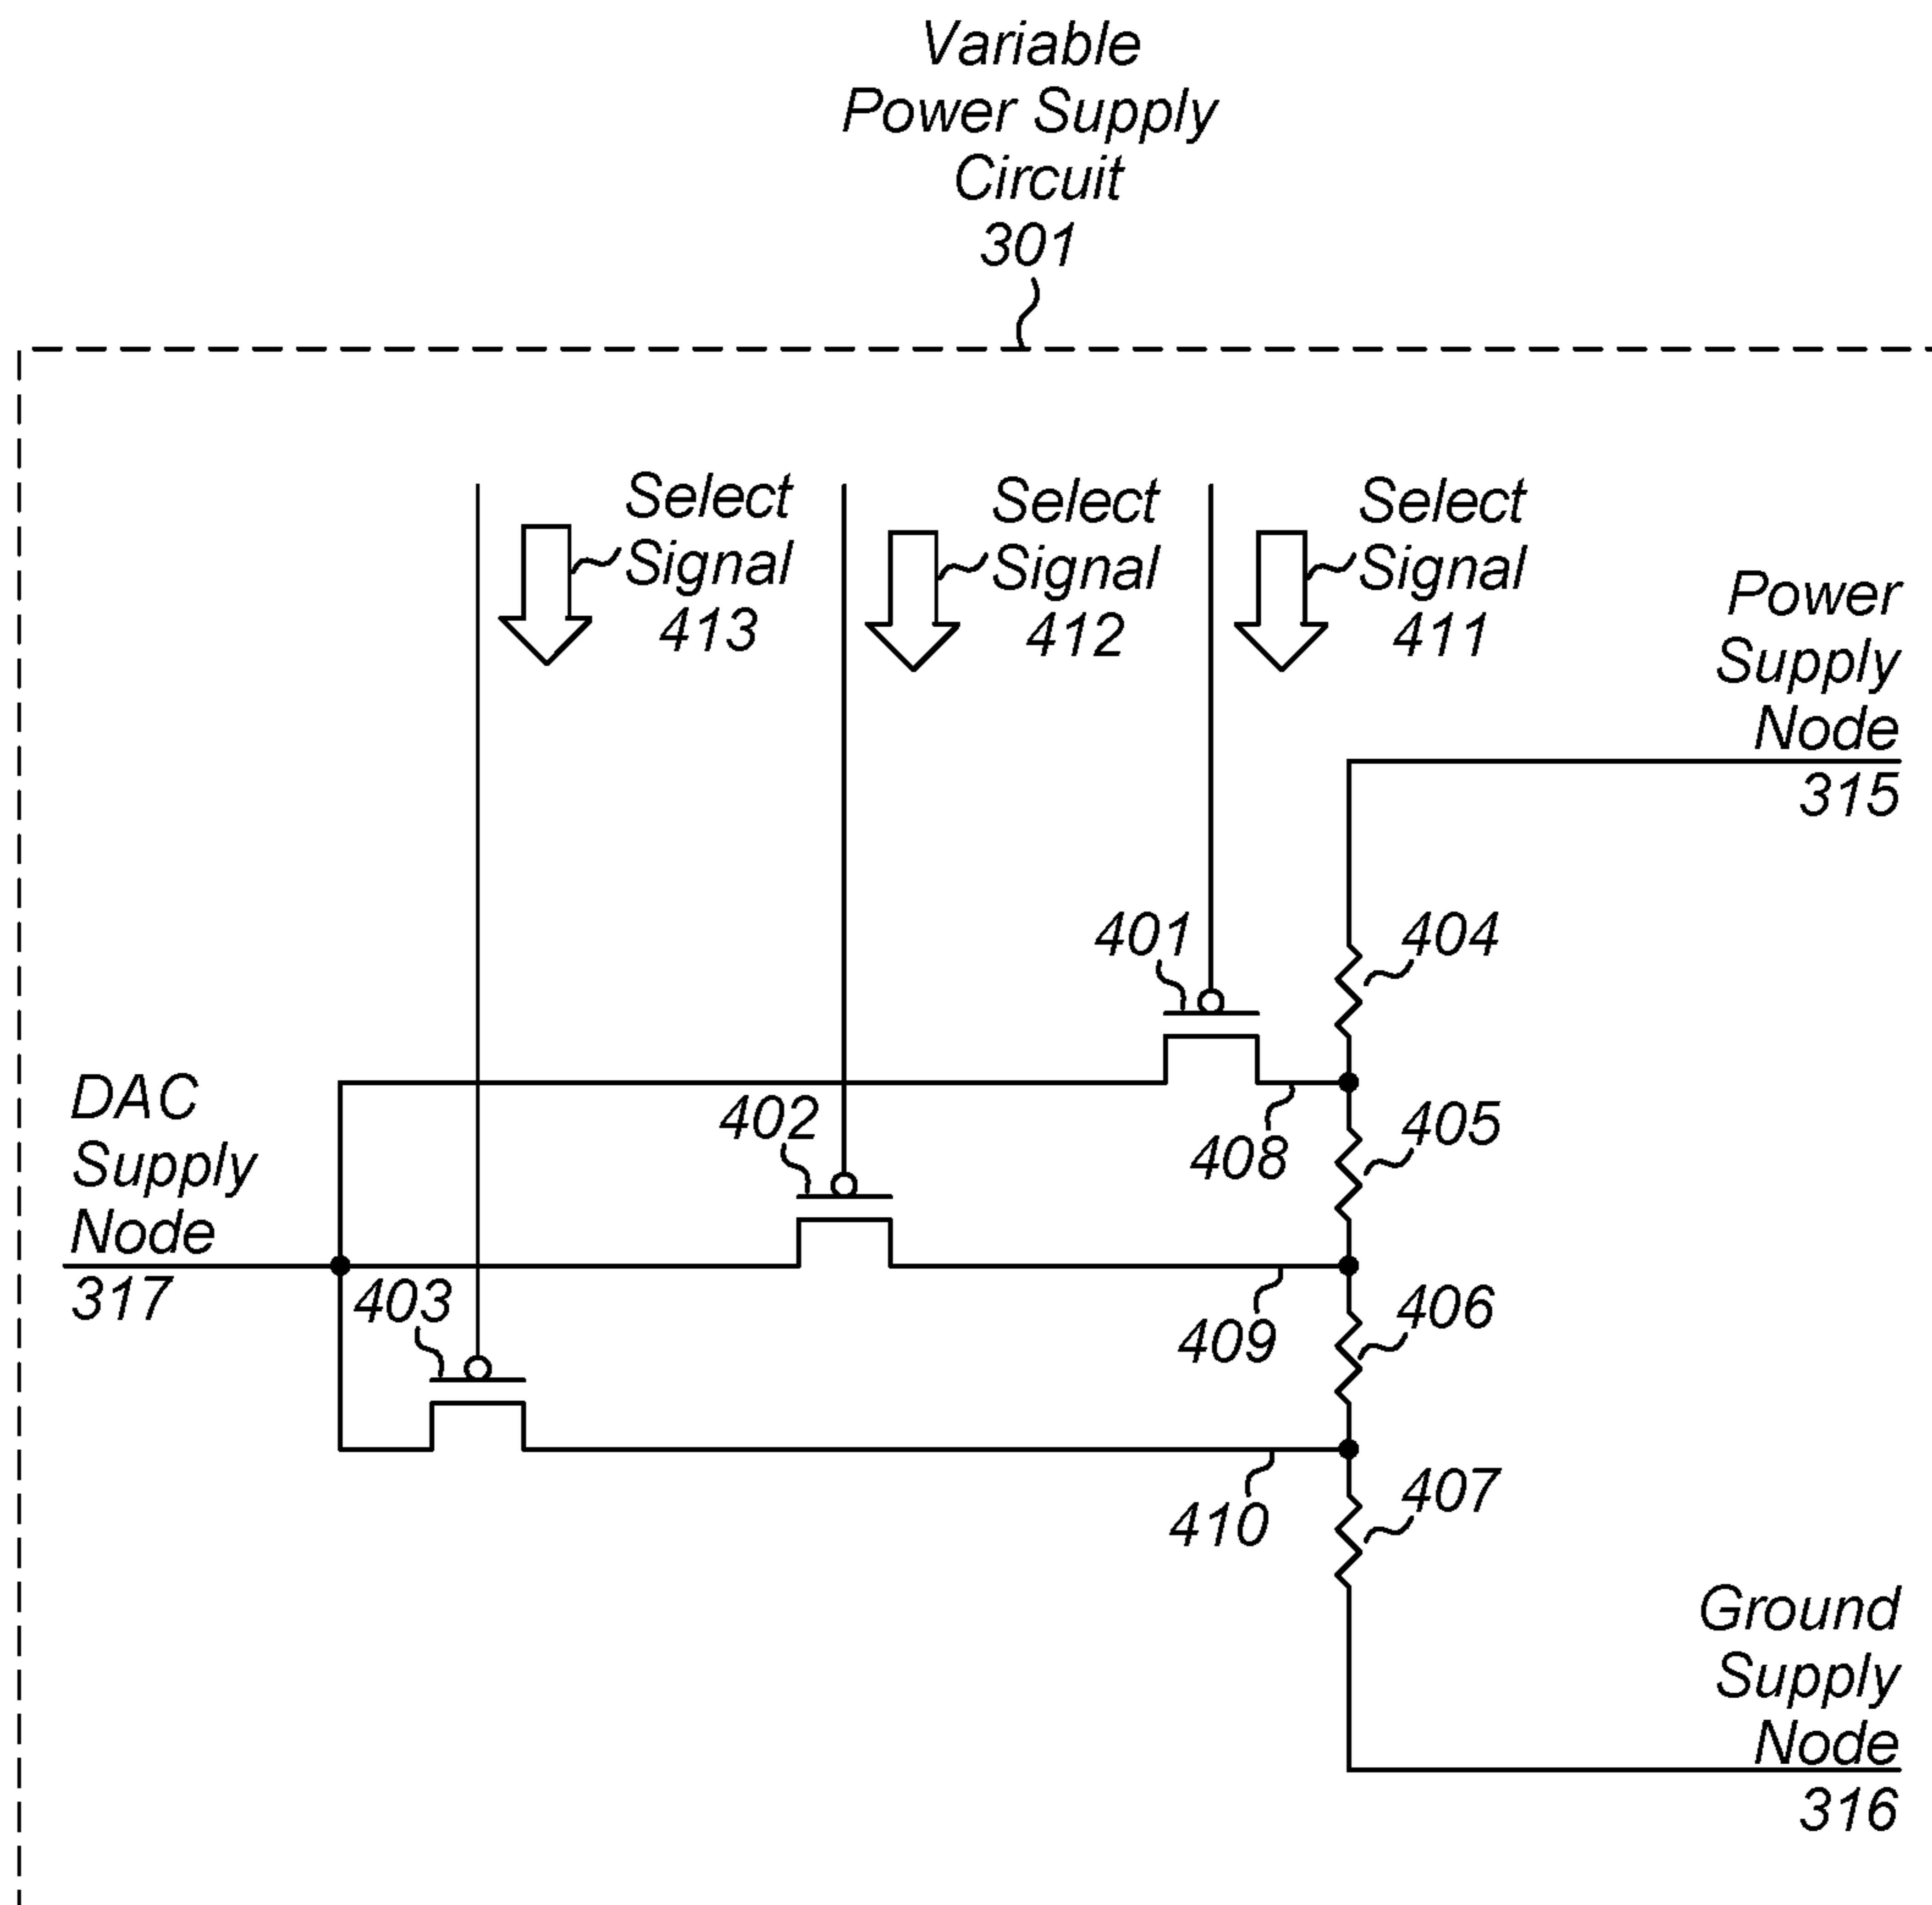 Variable
Power Supply
Circuit
301
Select
Signal
413
Select
Signal
412
Select
Signal
411
Power
Supply
Node
315
401
404
DAC
Supply
Node
317
402
408
405
403
409
406
410
407
Ground
Supply
Node
316